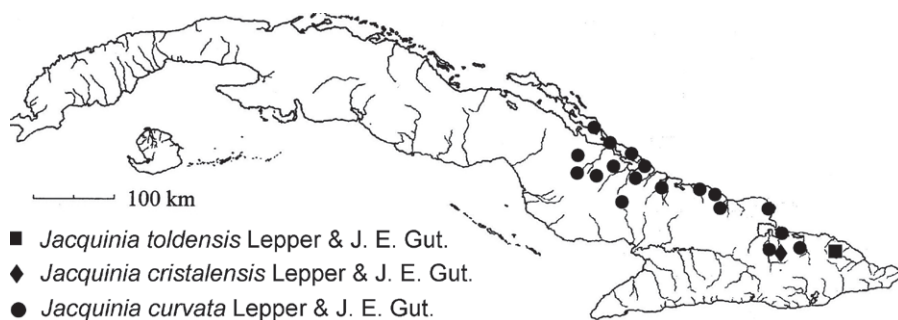 100 km
■ Jacquinia toldensis Lepper & J. E. Gut.
◆ Jacquinia cristalensis Lepper & J. E. Gut.
● Jacquinia curvata Lepper & J. E. Gut.